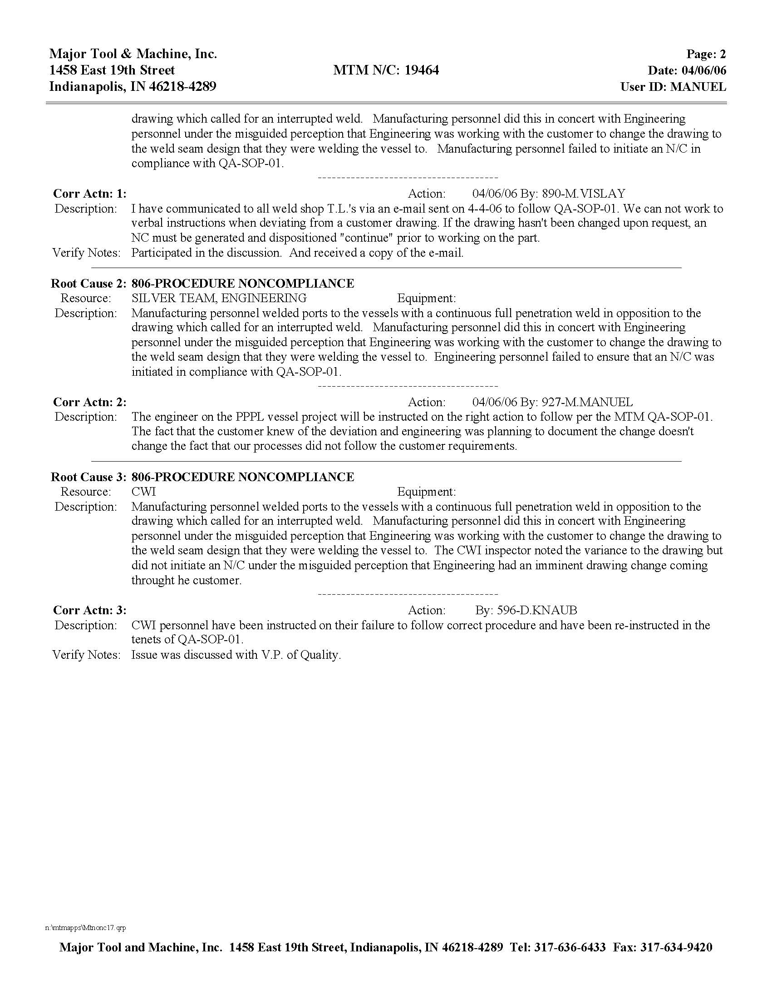 Major Tool & Machine, Inc.
Page: 2
1458 East 19th Street
MTM N/C: 19464
Date: 04/06/06
Indianapolis, IN 46218-4289
User ID: MANUEL
drawing which called for an interrupted weld. Manufacturing personnel did this in concert with Engineering
personnel under the misguided perception that Engineering was working with the customer to change the drawing to
the weld seam design that they were welding the vessel to. Manufacturing personnel failed to initiate an N/C in
compliance with QA-SOP-01.
--------------------------------------
Corr Actn: 1: Action: 04/06/06 By: 890-M.VISLAY
Description: I have communicated to all weld shop T.L.'s via an e-mail sent on 4-4-06 to follow QA-SOP-01. We can not work to
verbal instructions when deviating from a customer drawing. If the drawing hasn't been changed upon request, an
NC must be generated and dispositioned "continue" prior to working on the part.
Verify Notes: Participated in the discussion. And received a copy of the e-mail.
Root Cause 2: 806-PROCEDURE NONCOMPLIANCE
Resource: SILVER TEAM, ENGINEERING Equipment:
Description: Manufacturing personnel welded ports to the vessels with a continuous full penetration weld in opposition to the
drawing which called for an interrupted weld. Manufacturing personnel did this in concert with Engineering
personnel under the misguided perception that Engineering was working with the customer to change the drawing to
the weld seam design that they were welding the vessel to. Engineering personnel failed to ensure that an N/C was
initiated in compliance with QA-SOP-01.
--------------------------------------
Corr Actn: 2: Action: 04/06/06 By: 927-M.MANUEL
Description: The engineer on the PPPL vessel project will be instructed on the right action to follow per the MTM QA-SOP-01.
The fact that the customer knew of the deviation and engineering was planning to document the change doesn't
change the fact that our processes did not follow the customer requirements.
Root Cause 3: 806-PROCEDURE NONCOMPLIANCE
Resource: CWI Equipment:
Description: Manufacturing personnel welded ports to the vessels with a continuous full penetration weld in opposition to the
drawing which called for an interrupted weld. Manufacturing personnel did this in concert with Engineering
personnel under the misguided perception that Engineering was working with the customer to change the drawing to
the weld seam design that they were welding the vessel to. The CWI inspector noted the variance to the drawing but
did not initiate an N/C under the misguided perception that Engineering had an imminent drawing change coming
throught he customer.
--------------------------------------
Corr Actn: 3: Action: By: 596-D.KNAUB
Description: CWI personnel have been instructed on their failure to follow correct procedure and have been re-instructed in the
tenets of QA-SOP-01.
Verify Notes: Issue was discussed with V.P. of Quality.
n:\mtmapps\Mtnonc17.qrp
Major Tool and Machine, Inc. 1458 East 19th Street, Indianapolis, IN 46218-4289 Tel: 317-636-6433 Fax: 317-634-9420